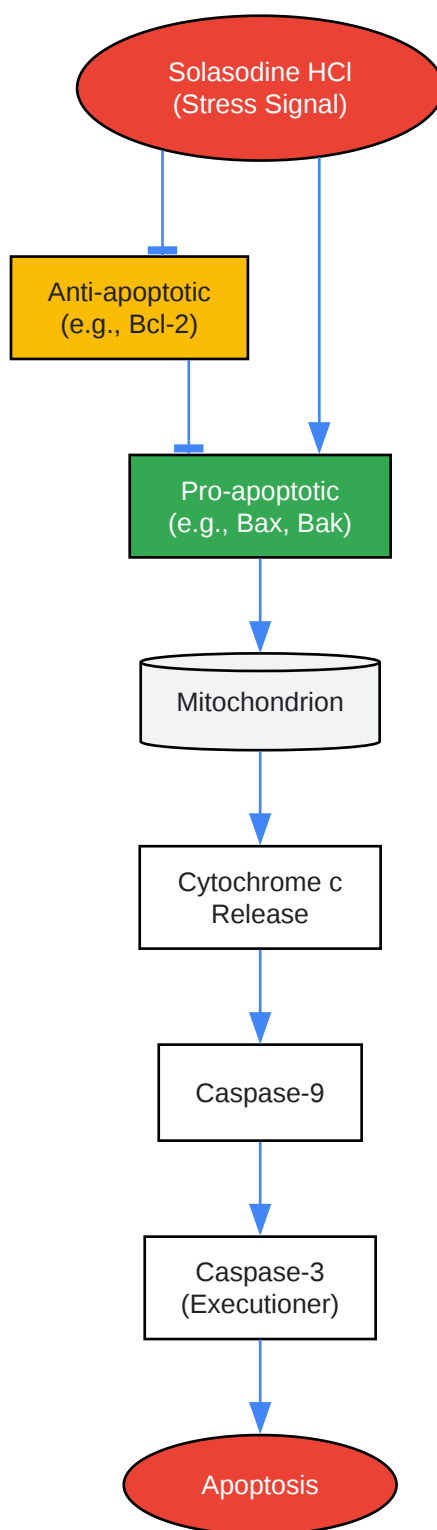 Solasodine HCl
(Stress Signal)
Anti-apoptotic
(e.g., Bcl-2)
Pro-apoptotic
(e.g., Bax, Bak)
Mitochondrion
Cytochrome c
Release
Caspase-9
Caspase-3
(Executioner)
Apoptosis